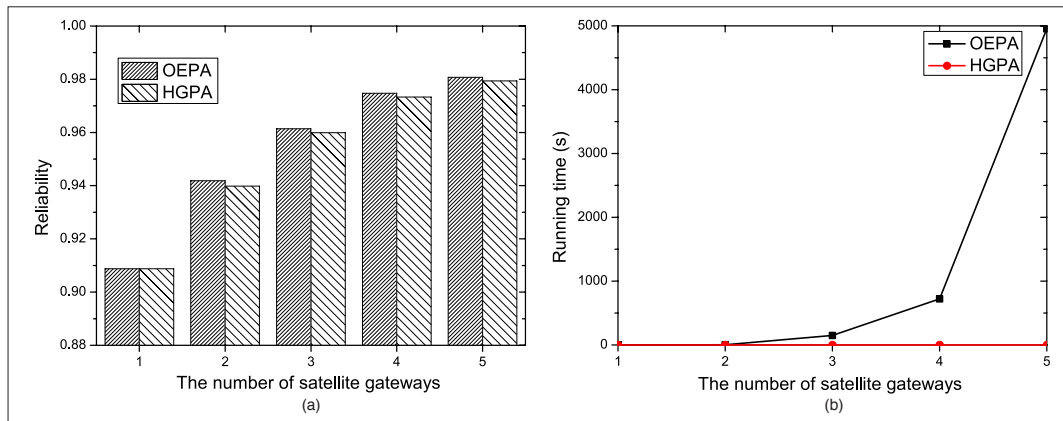 1.00
0.98
0.96
0.94
0.92
0.90
0.88
Reliability
OEPA
HGPA
1 2 3 4 5
The number of satellite gateways
(a)
5000
4000
3000
2000
1000
0
Running time (s)
OEPA
HGPA
1 2 3 4 5
The number of satellite gateways
(b)